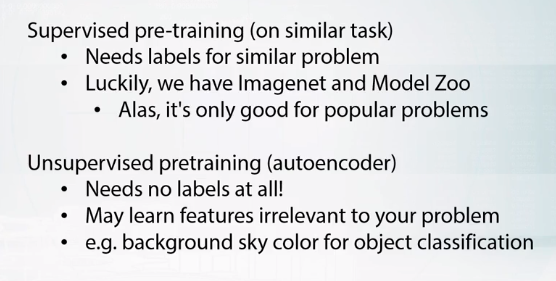 Supervised pre-training (on similar task)
• Needs labels for similar problem
• Luckily, we have Imagenet and Model Zoo
• Alas, it's only good for popular problems
Unsupervised pretraining (autoencoder)
• Needs no labels at all!
• May learn features irrelevant to your problem
• e.g. background sky color for object classification